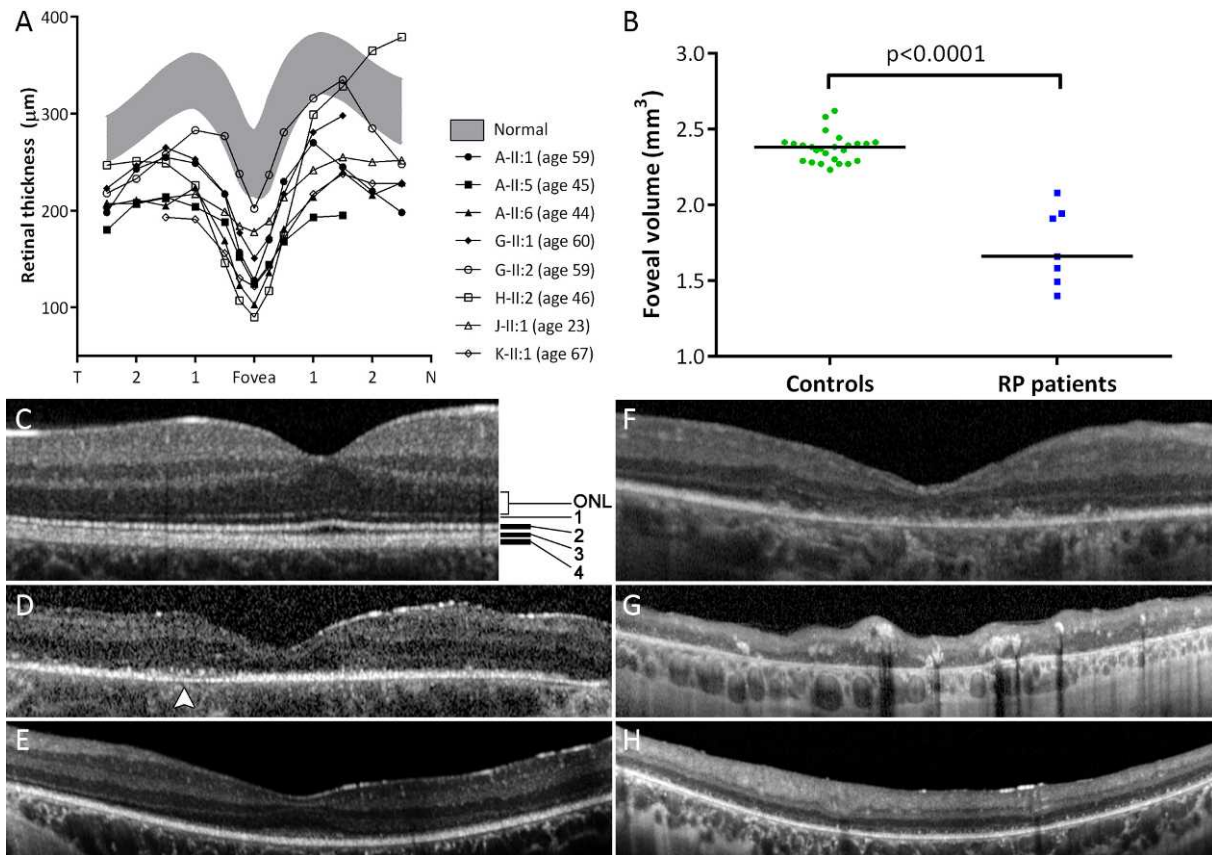 A
400
300
200
100
Retinal thickness (µm)
T 2 1 Fovea 1 2 N
Normal
A-II:1 (age 59)
A-II:5 (age 45)
A-II:6 (age 44)
G-II:1 (age 60)
G-II:2 (age 59)
H-II:2 (age 46)
J-II:1 (age 23)
K-II:1 (age 67)
B
p<0.0001
3.0
2.5
2.0
1.5
1.0
Foveal volume (mm³)
Controls RP patients
C
ONL
1
2
3
4
D
E
F
G
H